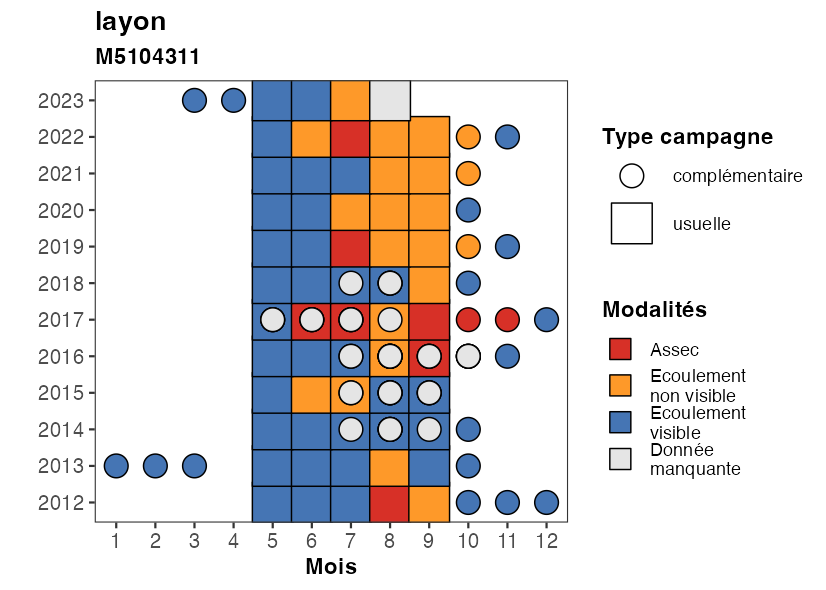 layon
M5104311
2023
2022
2021
2020
2019
2018
2017
2016
2015
2014
2013
2012
1 2 3 4 5 6 7 8 9 10 11 12
Mois
Type campagne
complémentaire
usuelle
Modalités
Assec
Ecoulement
non visible
Ecoulement
visible
Donnée
manquante